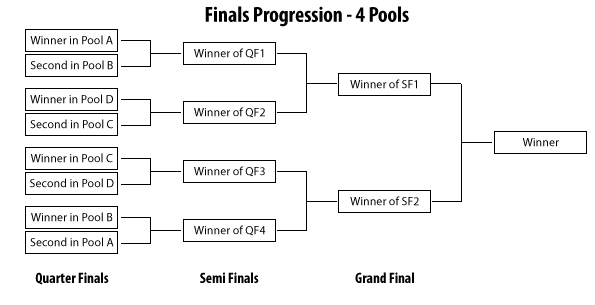 Finals Progression - 4 Pools
Winner in Pool A
Second in Pool B
Winner of QF1
Winner in Pool D
Second in Pool C
Winner of QF2
Winner of SF1
Winner in Pool C
Second in Pool D
Winner of QF3
Winner in Pool B
Second in Pool A
Winner of QF4
Winner of SF2
Winner
Quarter Finals
Semi Finals
Grand Final